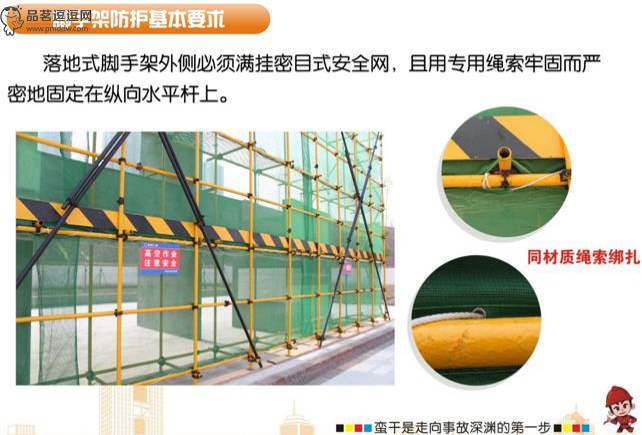 品茗逗逗网
www.pmddw.com
脚手架防护基本要求
落地式脚手架外侧必须满挂密目式安全网，且用专用绳索牢固而严
密地固定在纵向水平杆上。
高空作业
注意安全
同材质绳索绑扎
蛮干是走向事故深渊的第一步